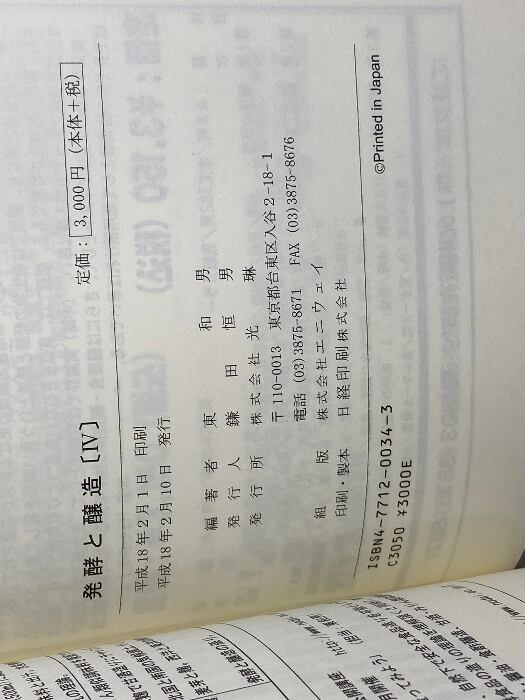 発酵と醸造〔Ⅳ〕
定価：3,000円（本体＋税）
平成18年2月1日　印刷
平成18年2月10日　発行
編著者　東　和男
発行人　鎌田恒男
発行所　株式会社　光琳
〒110-0013　東京都台東区入谷2-18-1
電話 (03)3875-8671　FAX (03)3875-8676
組版　株式会社エニウェイ
印刷・製本　日経印刷株式会社
©Printed in Japan
ISBN4-7712-0034-3
C3050 ¥3000E